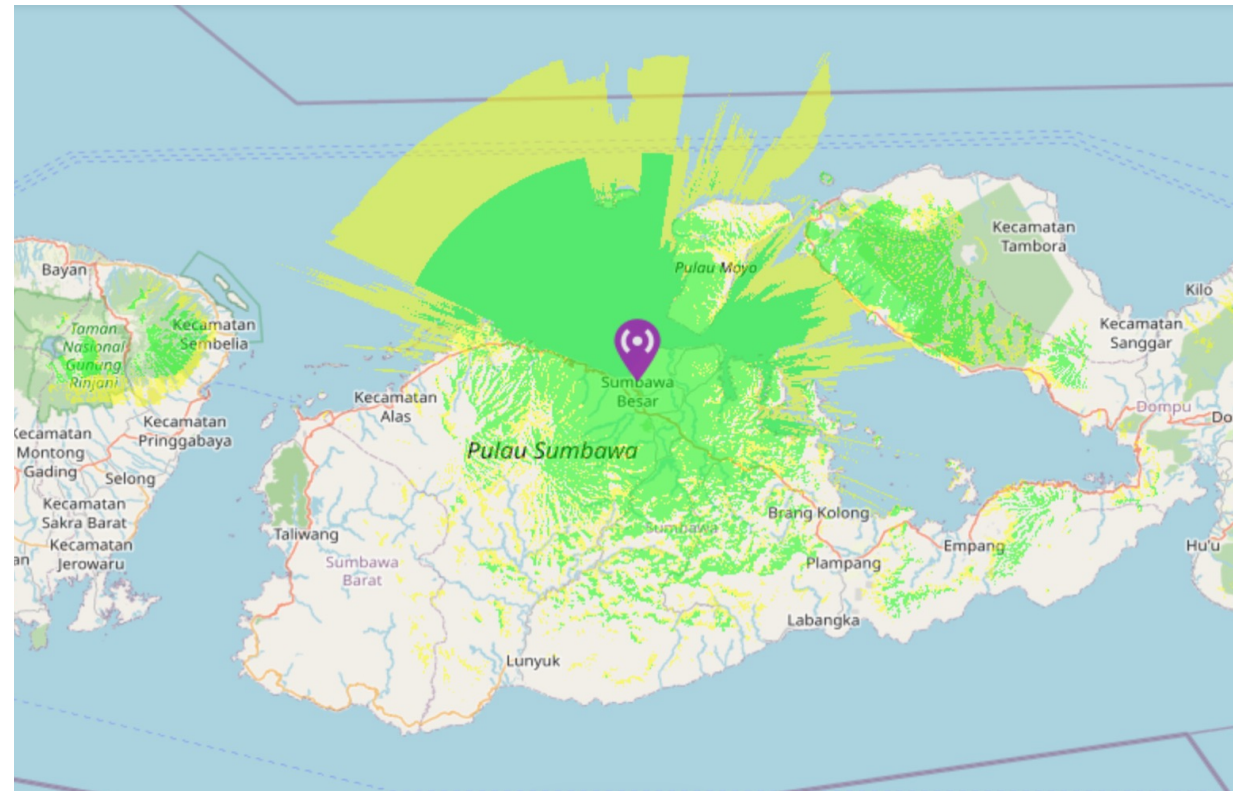 Kecamatan
Tambora
Bayan
Pulau Moyo
Kilo
Taman
Nasional
Gunung
Rinjani
Kecamatan
Sembelia
Kecamatan
Sanggar
Sumbawa
Besar
Kecamatan
Alas
Dompu
Do
Kecamatan
Pringgabaya
Kecamatan
Montong
Gading
Pulau Sumbawa
Selong
Kecamatan
Sakra Barat
Brang Kolong
Sumbawa
Taliwang
Kecamatan
Jerowaru
an
Empang
Hu'u
Sumbawa
Barat
Plampang
Labangka
Lunyuk